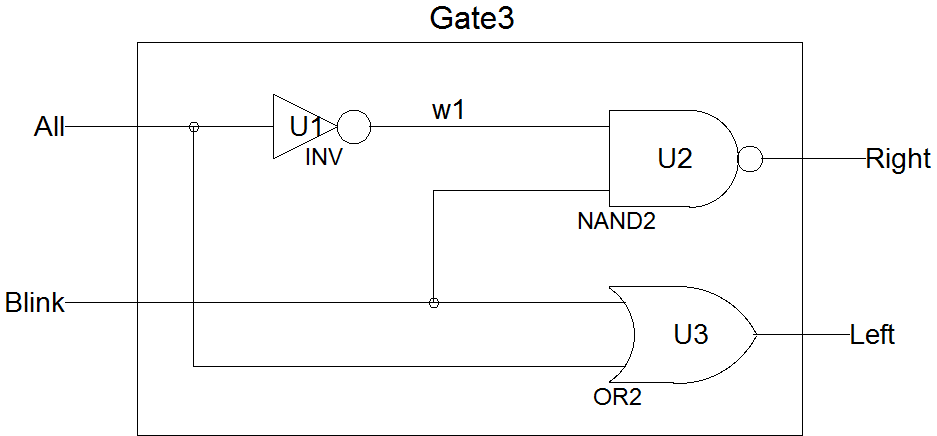 Gate3
All
U1
INV
w1
U2
NAND2
Right
Blink
U3
OR2
Left